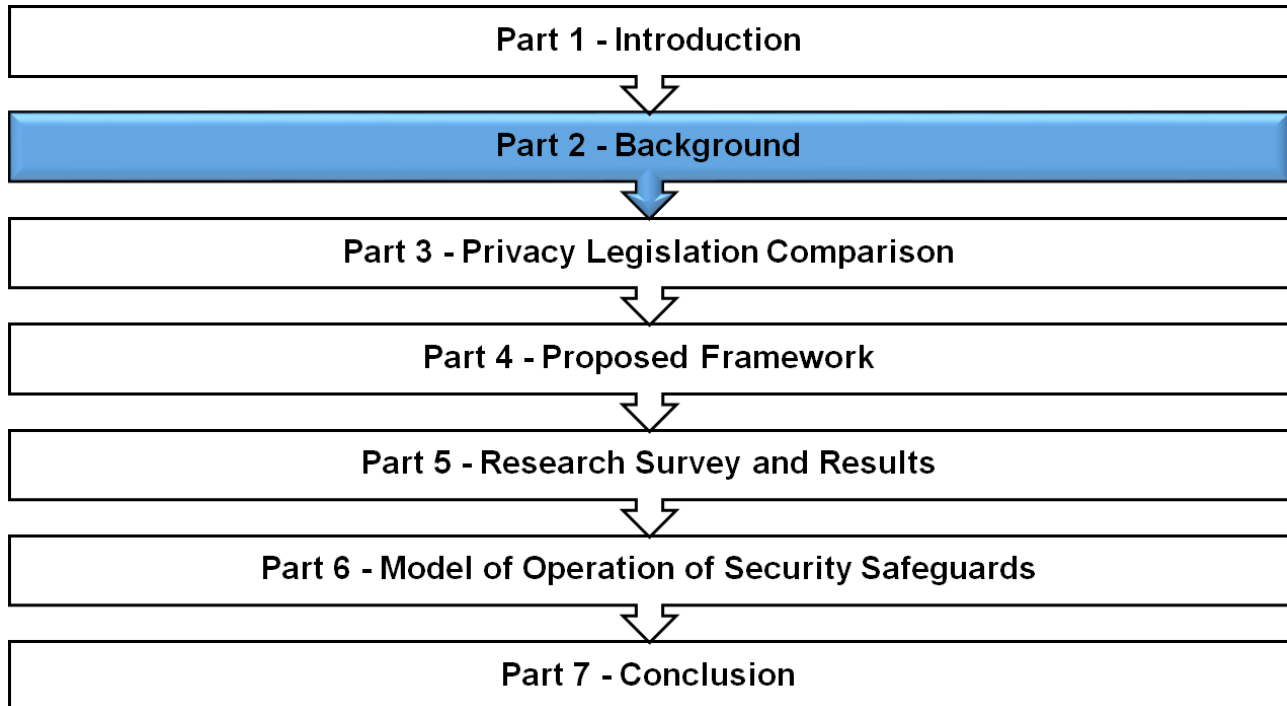 Part 1 - Introduction
Part 2 - Background
Part 3 - Privacy Legislation Comparison
Part 4 - Proposed Framework
Part 5 - Research Survey and Results
Part 6 - Model of Operation of Security Safeguards
Part 7 - Conclusion